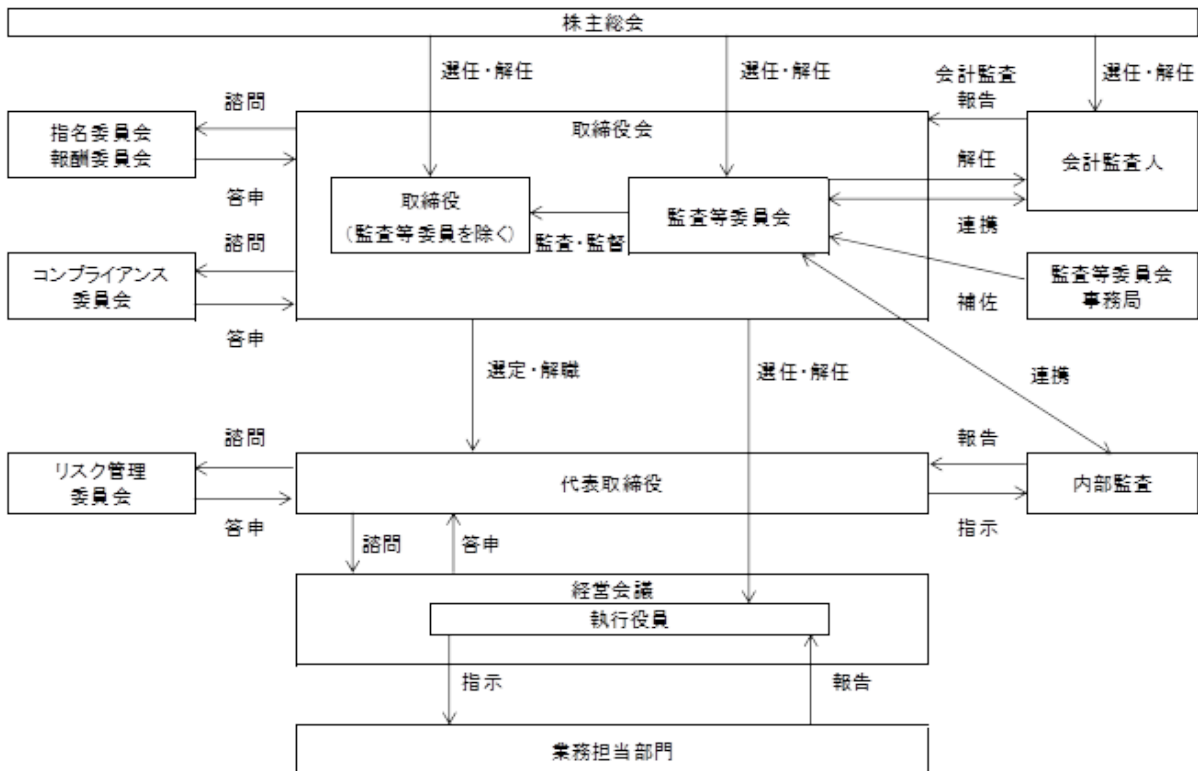 株主総会
選任・解任
選任・解任
会計監査
報告
選任・解任
諮問
指名委員会
報酬委員会
答申
取締役会
会計監査人
解任
取締役
(監査等委員を除く)
監査・監督
監査等委員会
連携
諮問
コンプライアンス
委員会
答申
監査等委員会
事務局
補佐
選定・解職
選任・解任
連携
諮問
リスク管理
委員会
答申
代表取締役
報告
内部監査
指示
諮問
答申
経営会議
執行役員
指示
報告
業務担当部門